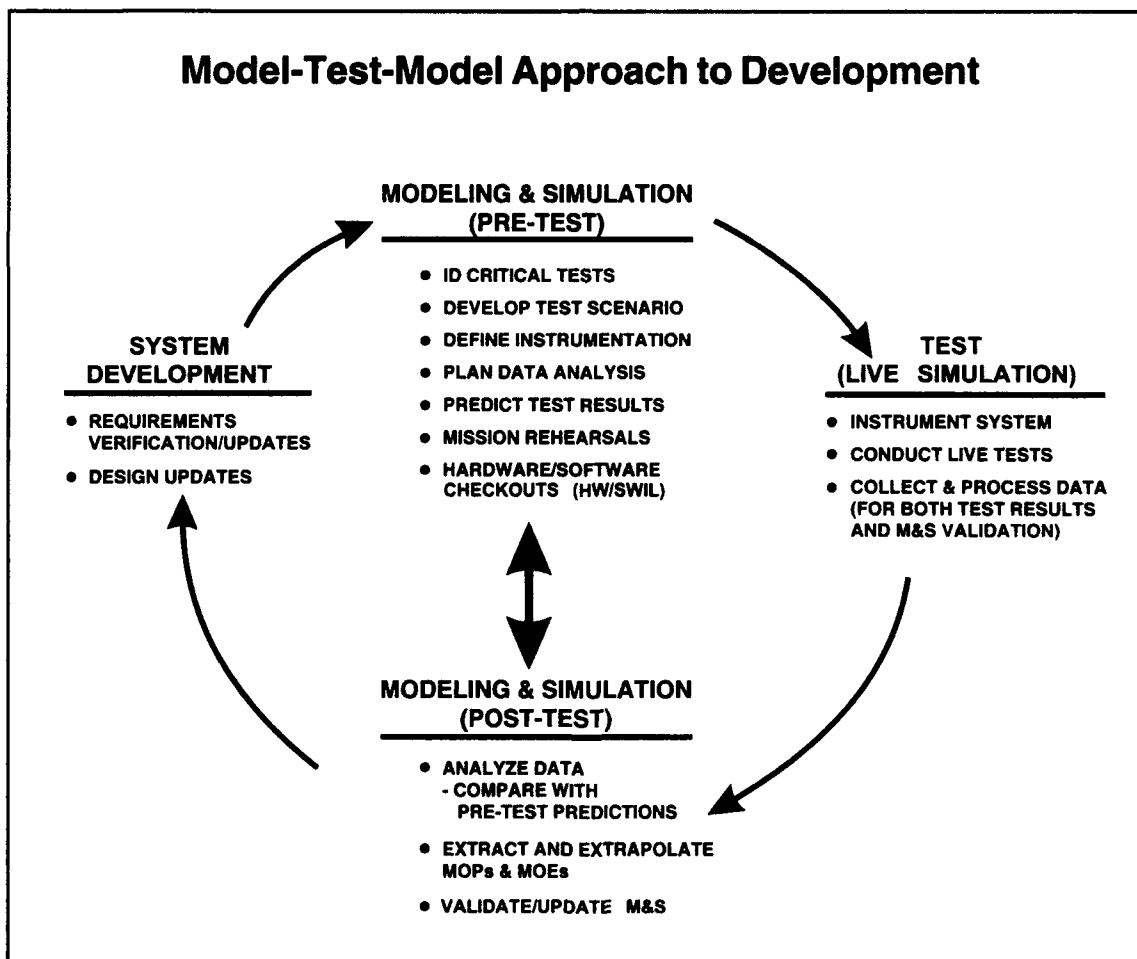 Model-Test-Model Approach to Development
MODELING & SIMULATION
(PRE-TEST)
● ID CRITICAL TESTS
● DEVELOP TEST SCENARIO
● DEFINE INSTRUMENTATION
● PLAN DATA ANALYSIS
● PREDICT TEST RESULTS
● MISSION REHEARSALS
● HARDWARE/SOFTWARE
CHECKOUTS (HW/SWIL)
SYSTEM
DEVELOPMENT
● REQUIREMENTS
VERIFICATION/UPDATES
● DESIGN UPDATES
TEST
(LIVE SIMULATION)
● INSTRUMENT SYSTEM
● CONDUCT LIVE TESTS
● COLLECT & PROCESS DATA
(FOR BOTH TEST RESULTS
AND M&S VALIDATION)
MODELING & SIMULATION
(POST-TEST)
● ANALYZE DATA
- COMPARE WITH
PRE-TEST PREDICTIONS
● EXTRACT AND EXTRAPOLATE
MOPs & MOEs
● VALIDATE/UPDATE M&S